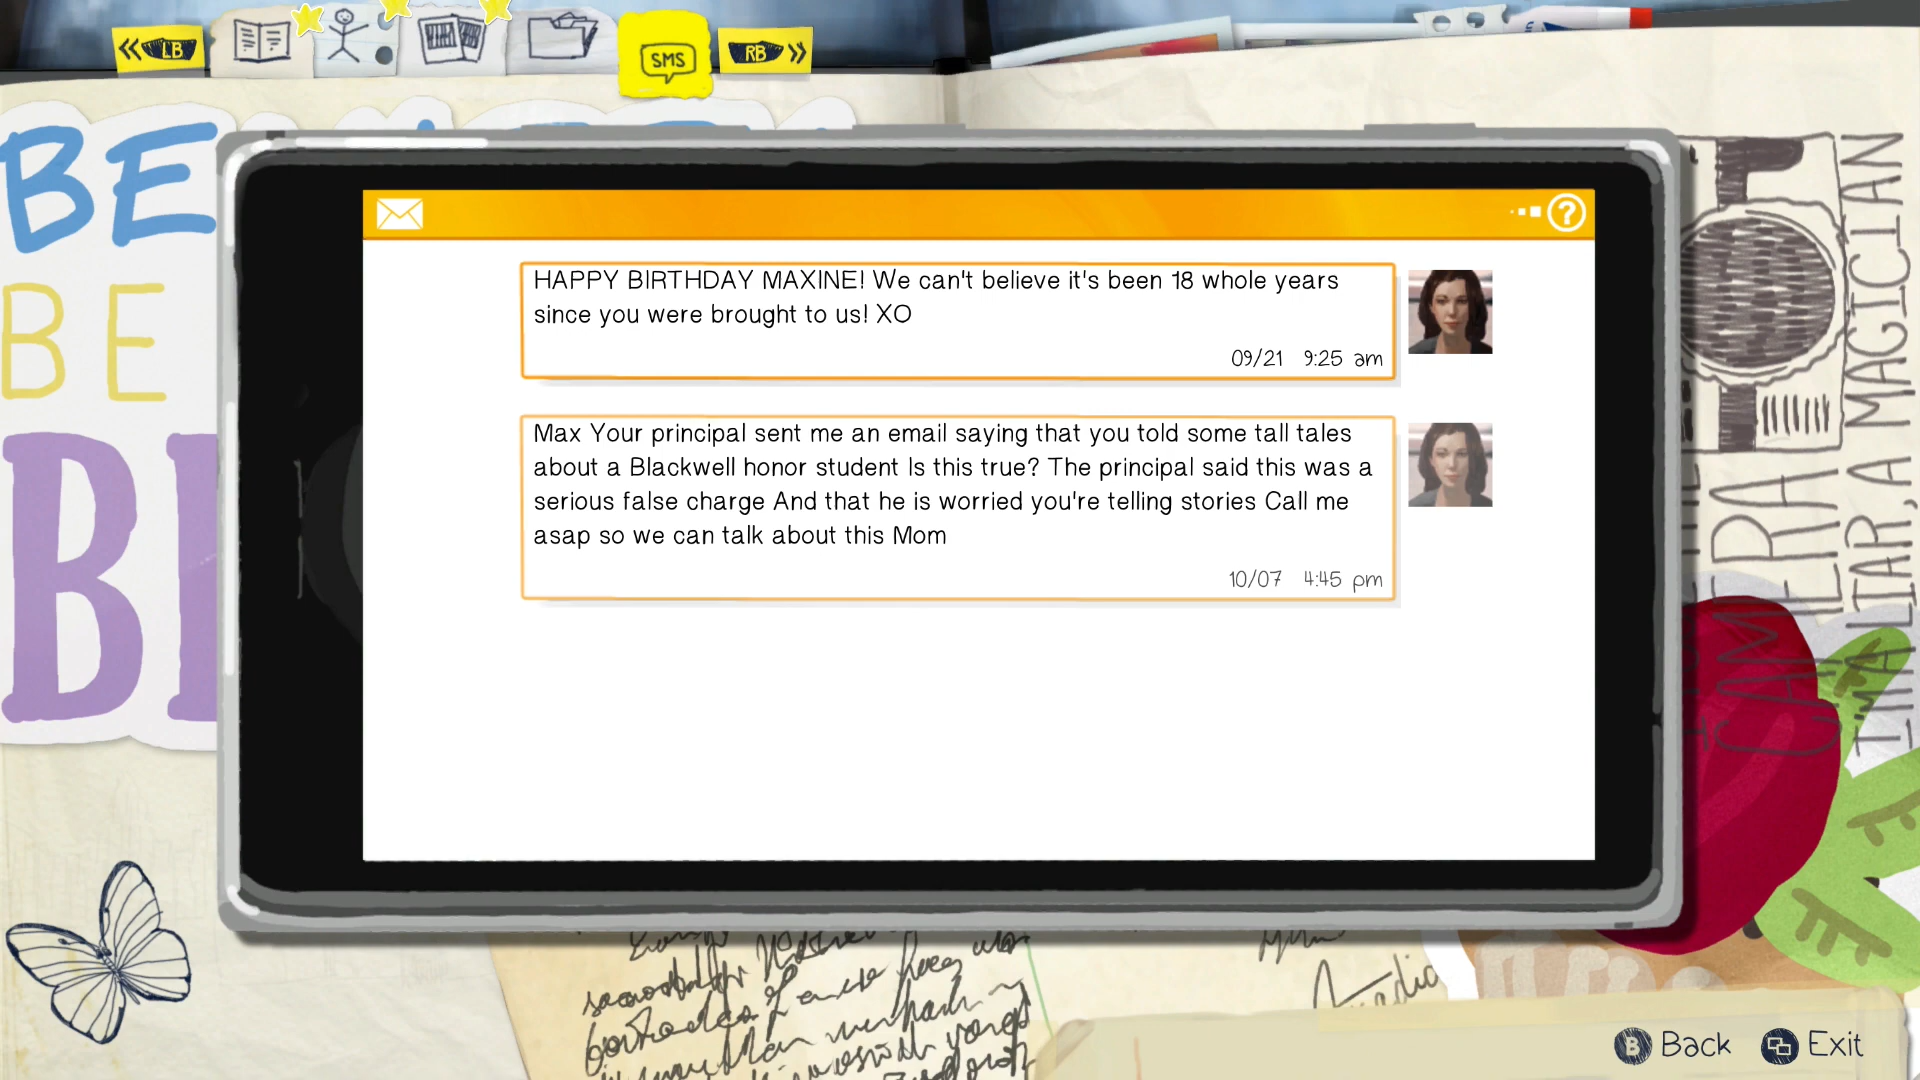 LB
SMS
RB
BE
BE
HAPPY BIRTHDAY MAXINE! We can't believe it's been 18 whole years
since you were brought to us! XO
09/21 9:25 am
Max Your principal sent me an email saying that you told some tall tales
about a Blackwell honor student Is this true? The principal said this was a
serious false charge And that he is worried you're telling stories Call me
asap so we can talk about this Mom
10/07 4:45 pm
CAMERA
I'M A LIAR, A MAGICIAN
B Back
Exit